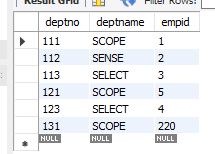 Result Grid Filter Rows:
deptno deptname empid
111 SCOPE 1
112 SENSE 2
113 SELECT 3
121 SCOPE 5
123 SELECT 4
131 SCOPE 220
NULL NULL NULL